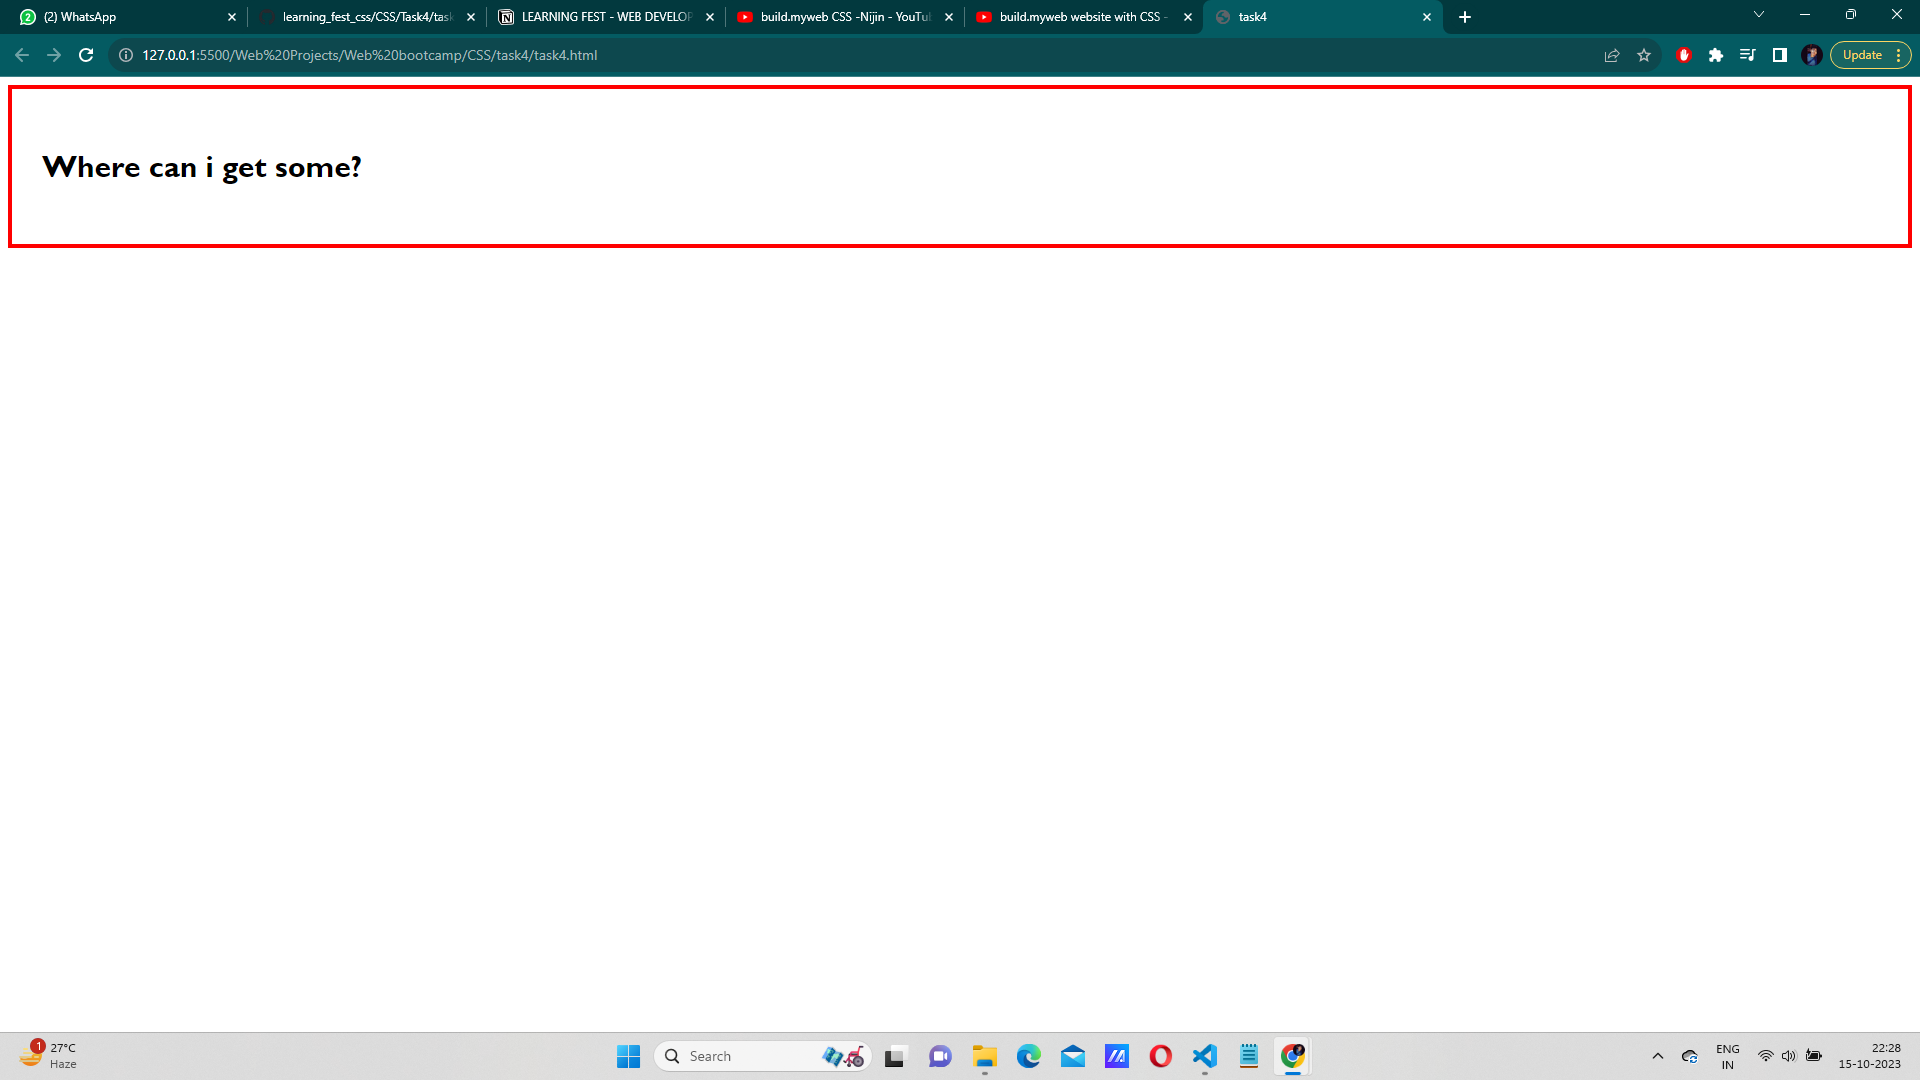 2 (2) WhatsApp
learning_fest_css/CSS/Task4/task
LEARNING FEST - WEB DEVELOP
build.myweb CSS -Nijin - YouTu
build.myweb website with CSS -
task4
127.0.0.1:5500/Web%20Projects/Web%20bootcamp/CSS/task4/task4.html
Update
Where can i get some?
1
27°C
Haze
Search
ENG
IN
22:28
15-10-2023